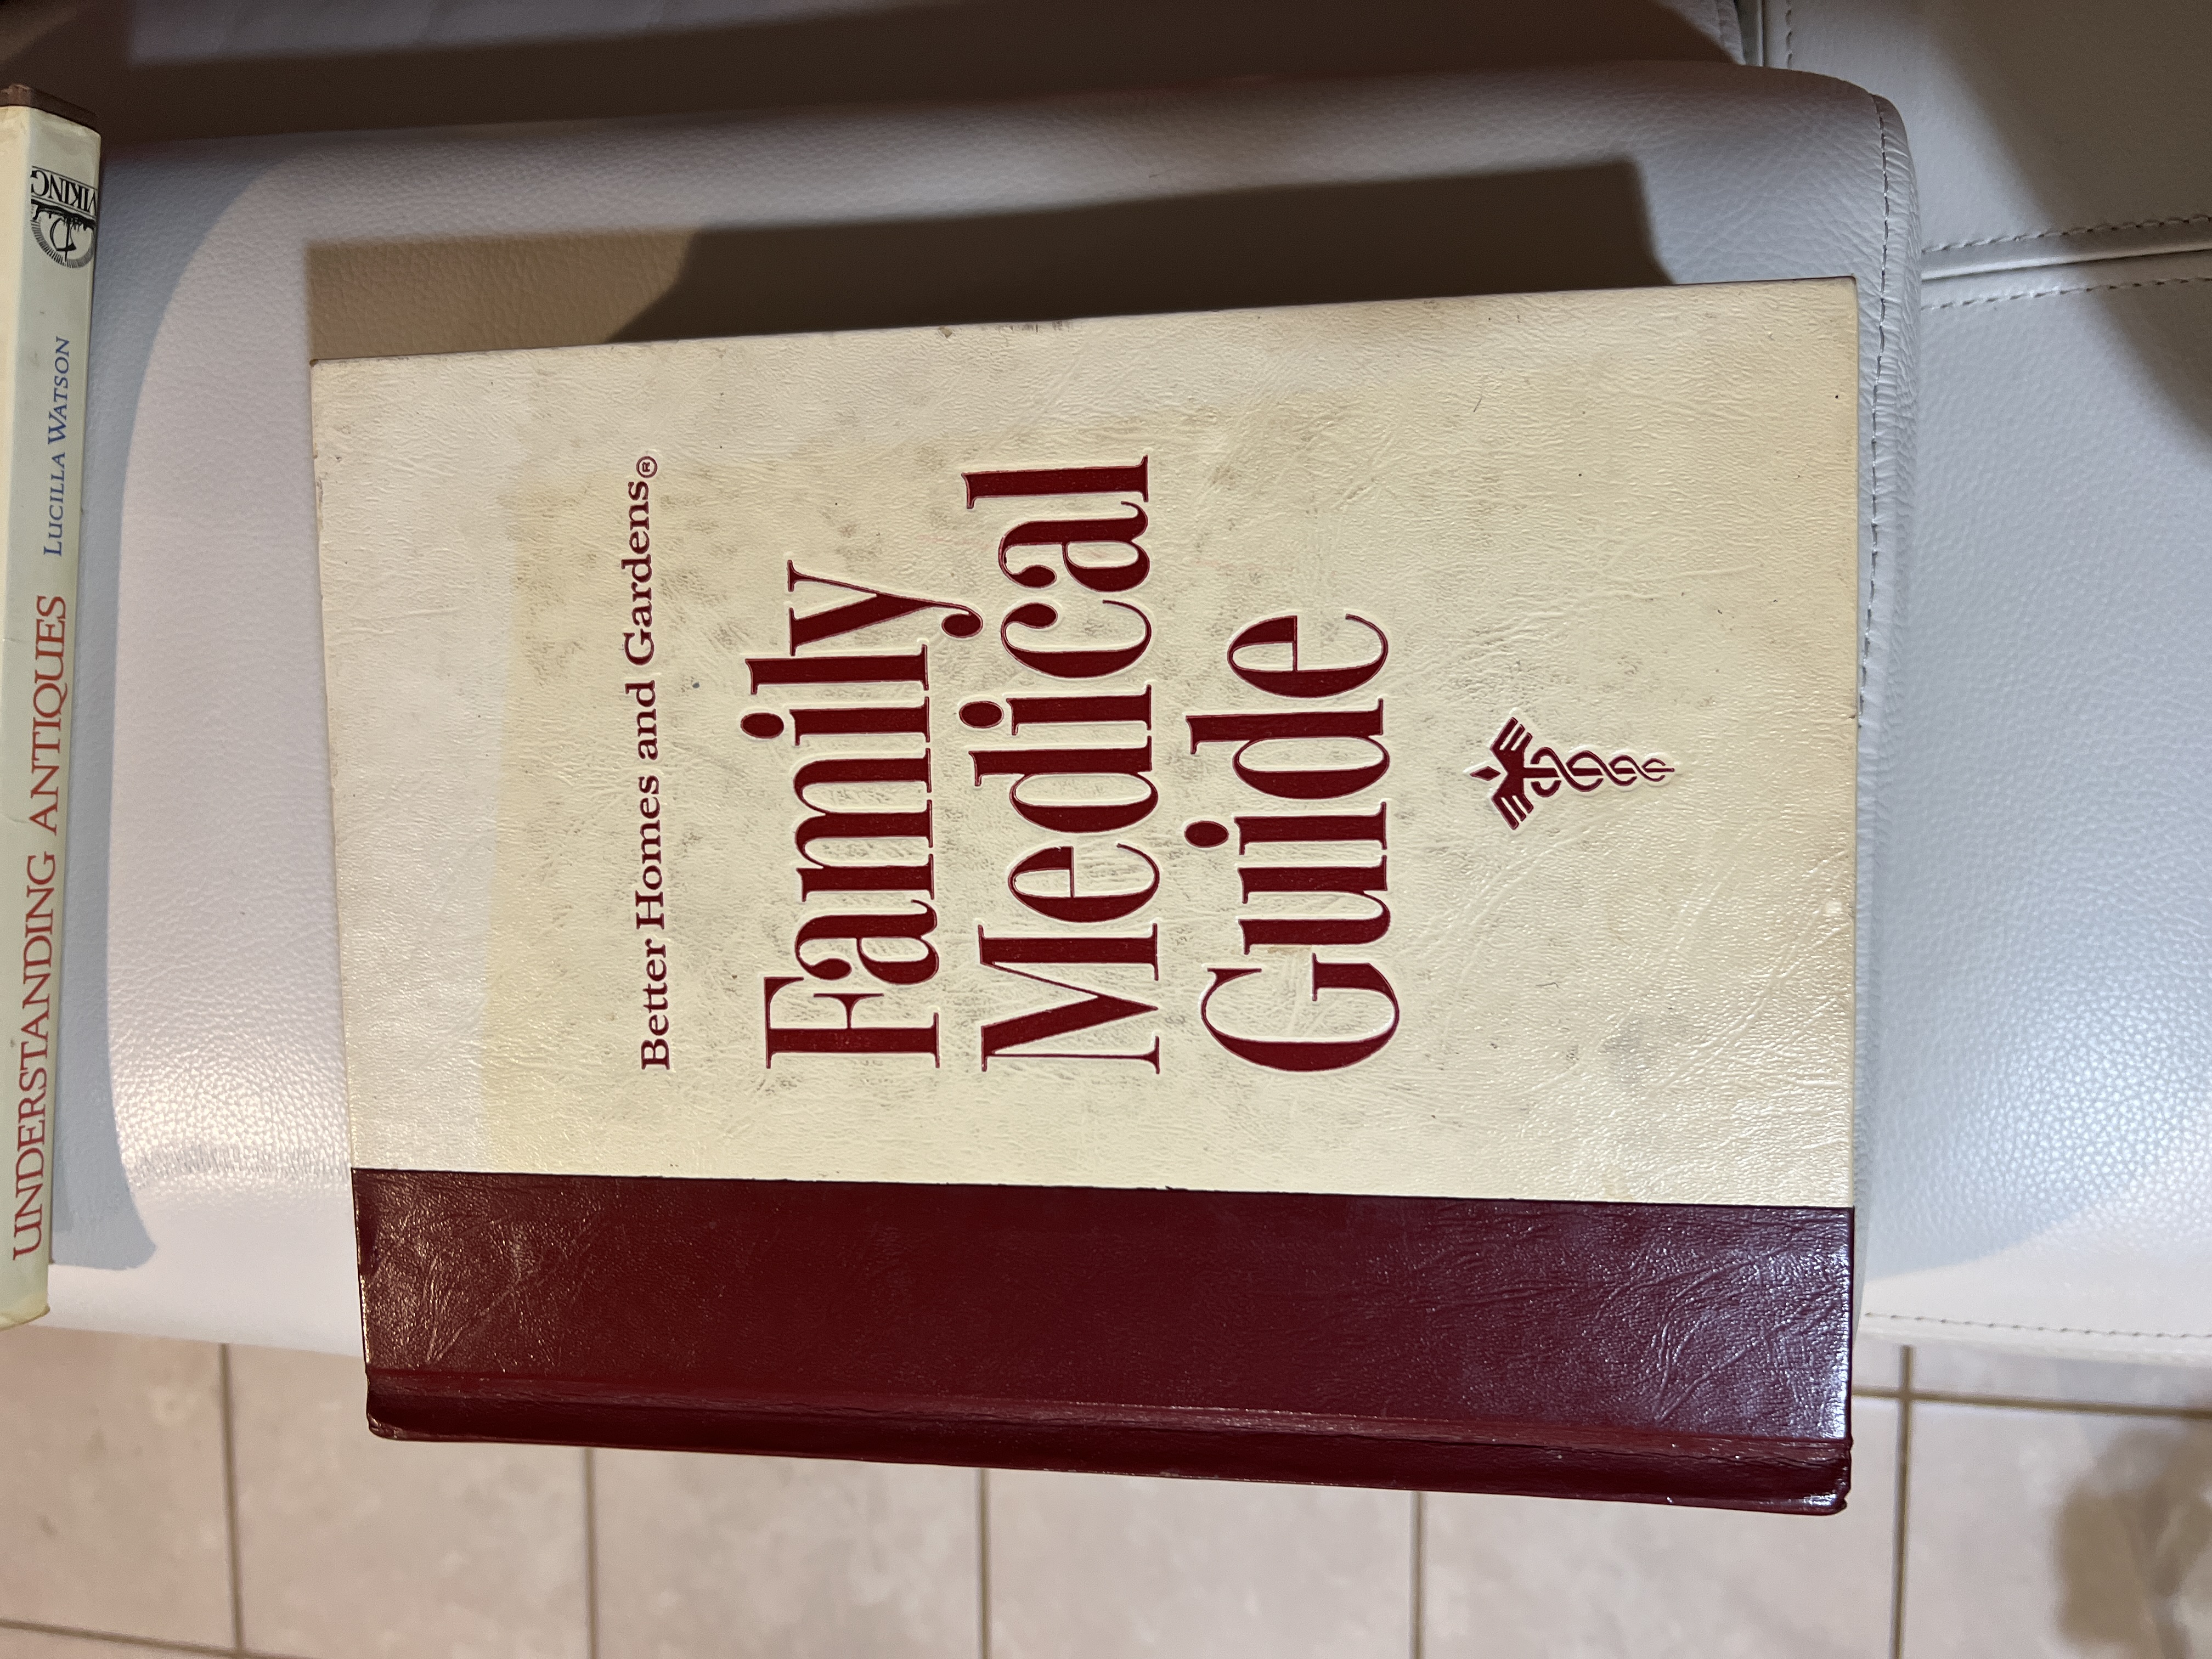 Better Homes and Gardens®
Family
Medical
Guide
UNDERSTANDING ANTIQUES LUCILLA WATSON VIKING